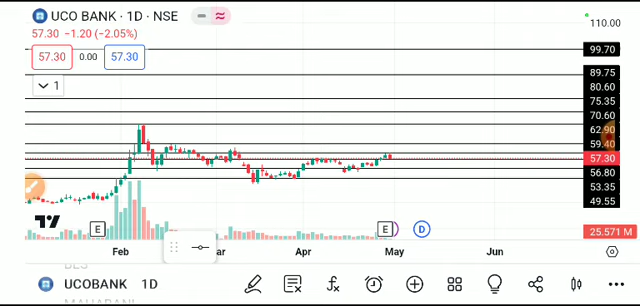 UCO BANK · 1D · NSE
57.30 −1.20 (−2.05%)
57.30 0.00 57.30
1
110.00
99.70
89.75
80.60
75.35
70.60
62.90
59.40
57.30
56.80
53.35
49.55
25.571 M
E E D
Feb Apr May Jun
UCOBANK 1D